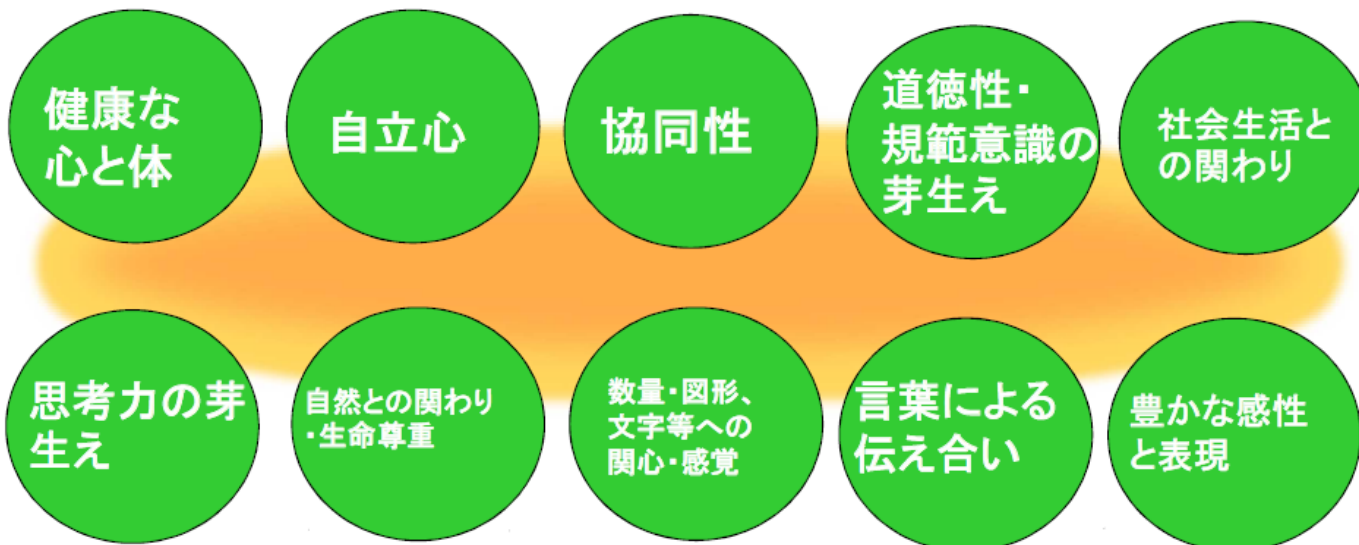 健康な
心と体
自立心
協同性
道徳性・
規範意識の
芽生え
社会生活と
の関わり
思考力の芽
生え
自然との関わり
・生命尊重
数量・図形、
文字等への
関心・感覚
言葉による
伝え合い
豊かな感性
と表現